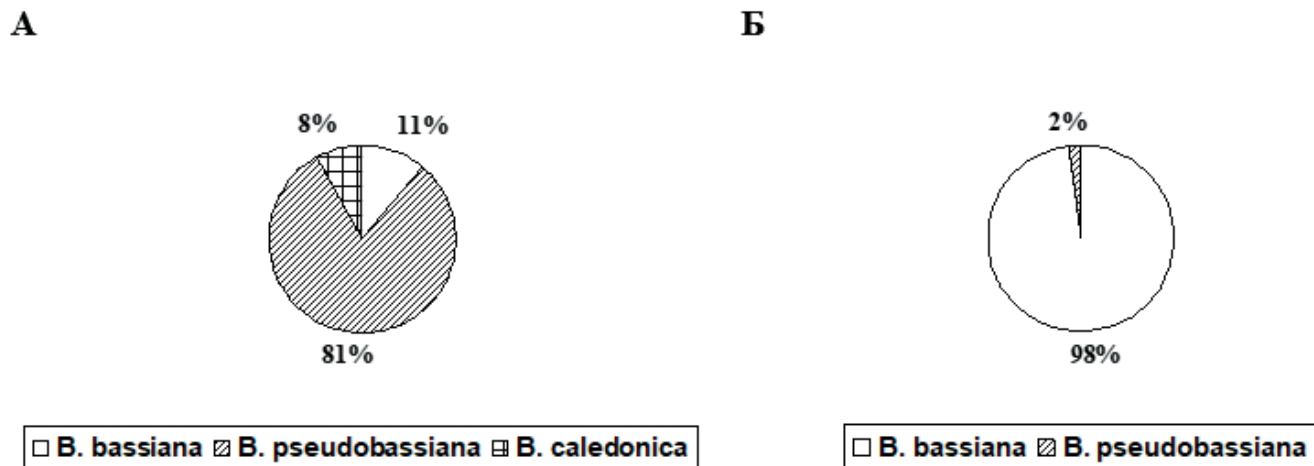 А
Б
8%
11%
2%
81%
98%
B. bassiana B. pseudobassiana B. caledonica
B. bassiana B. pseudobassiana